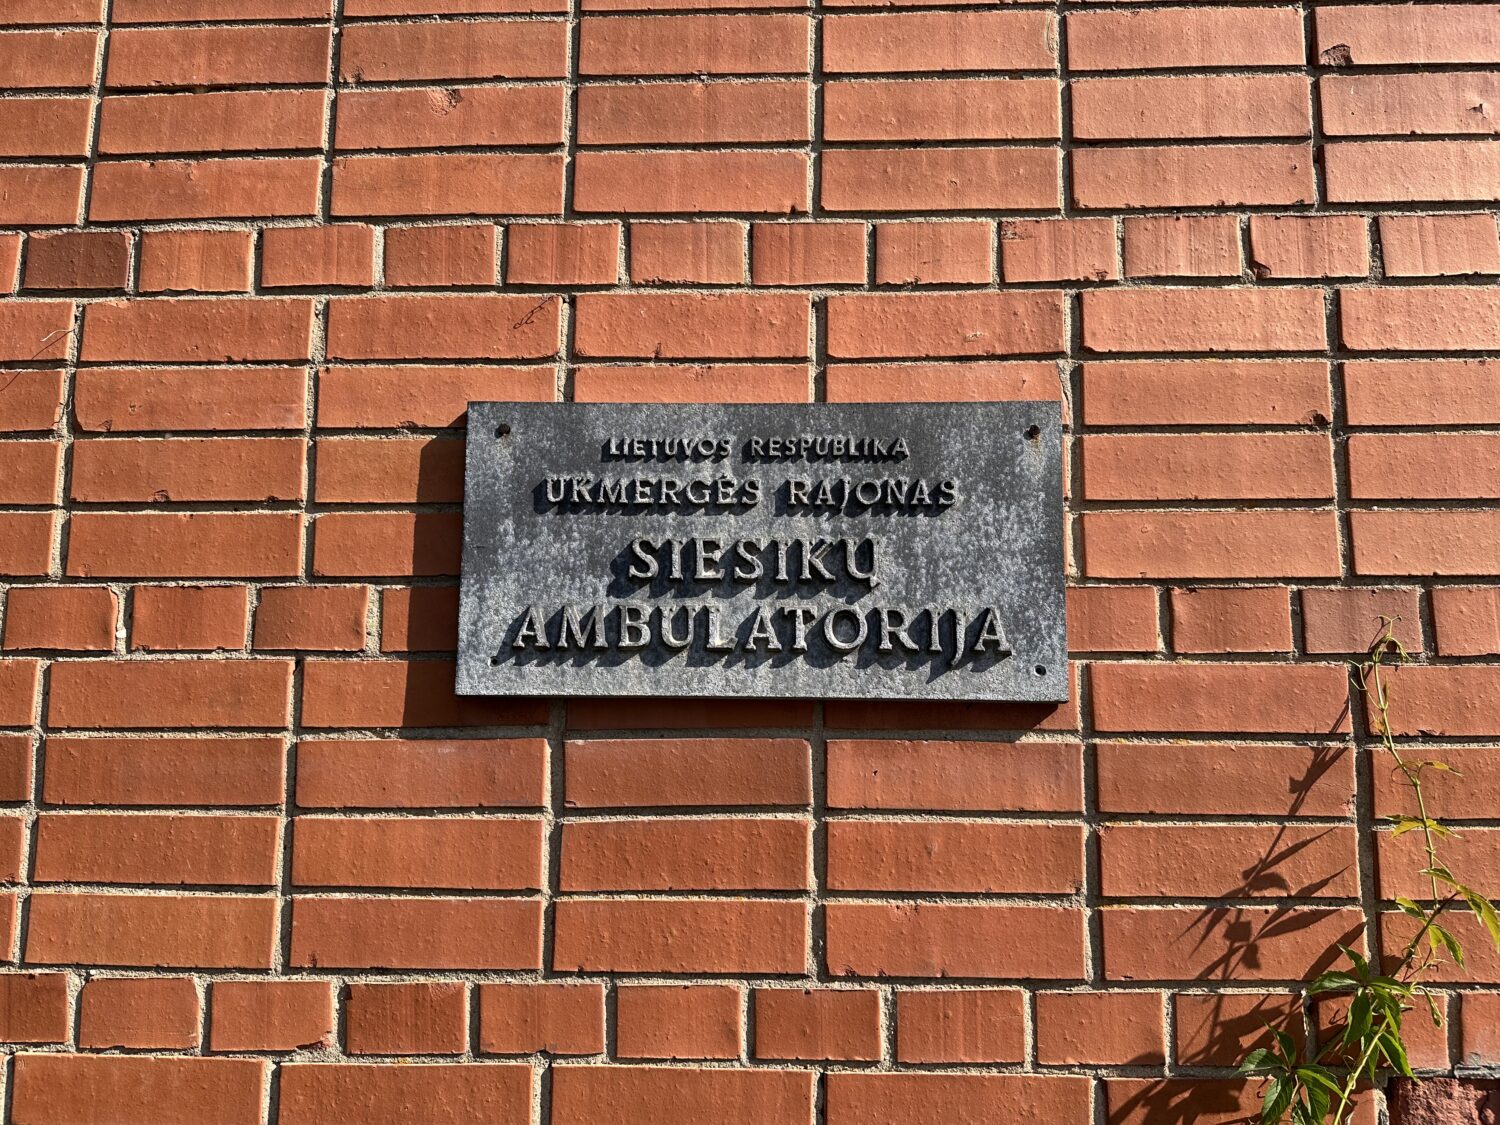 LIETUVOS RESPUBLIKA
UKMERGĖS RAJONAS
SIESIKŲ
AMBULATORIJA